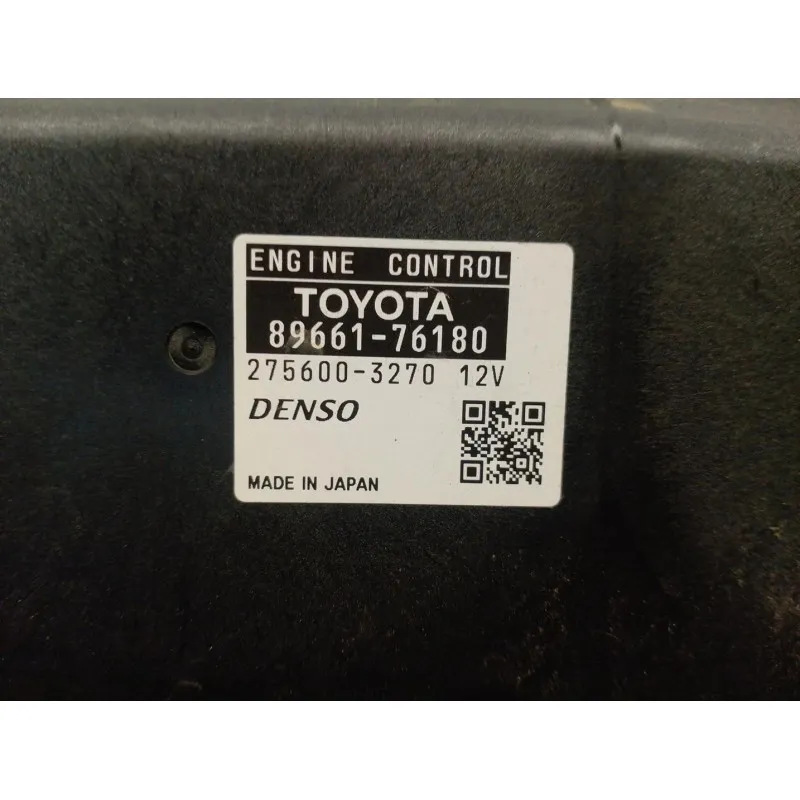 ENGINE CONTROL
TOYOTA
89661-76180
275600-3270 12V
DENSO
MADE IN JAPAN